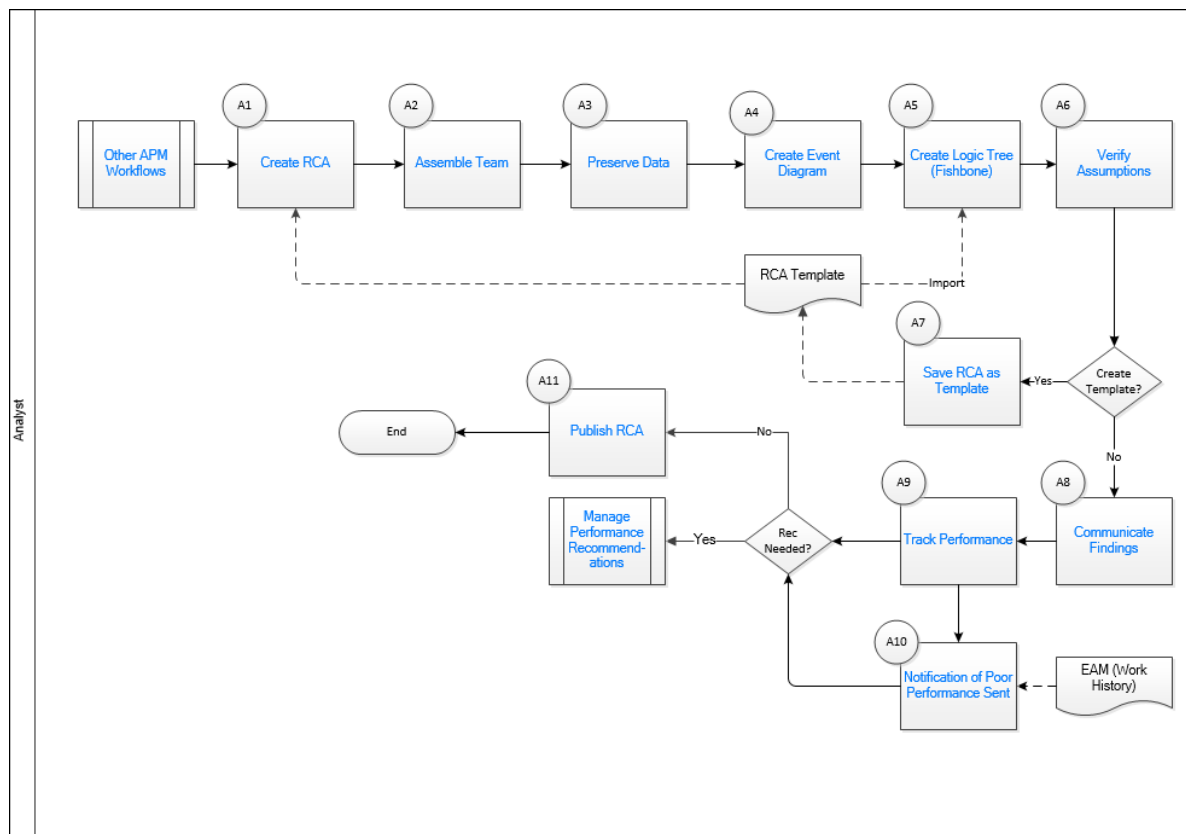 Analyst
A1
A2
A3
A4
A5
A6
Other APM
Workflows
Create RCA
Assemble Team
Preserve Data
Create Event
Diagram
Create Logic Tree
(Fishbone)
Verify
Assumptions
RCA Template
Import
A7
Save RCA as
Template
Yes
Create
Template?
No
A11
Publish RCA
End
No
A8
Communicate
Findings
A9
Track Performance
Rec
Needed?
Yes
Manage
Performance
Recommend-
ations
A10
Notification of Poor
Performance Sent
EAM (Work
History)